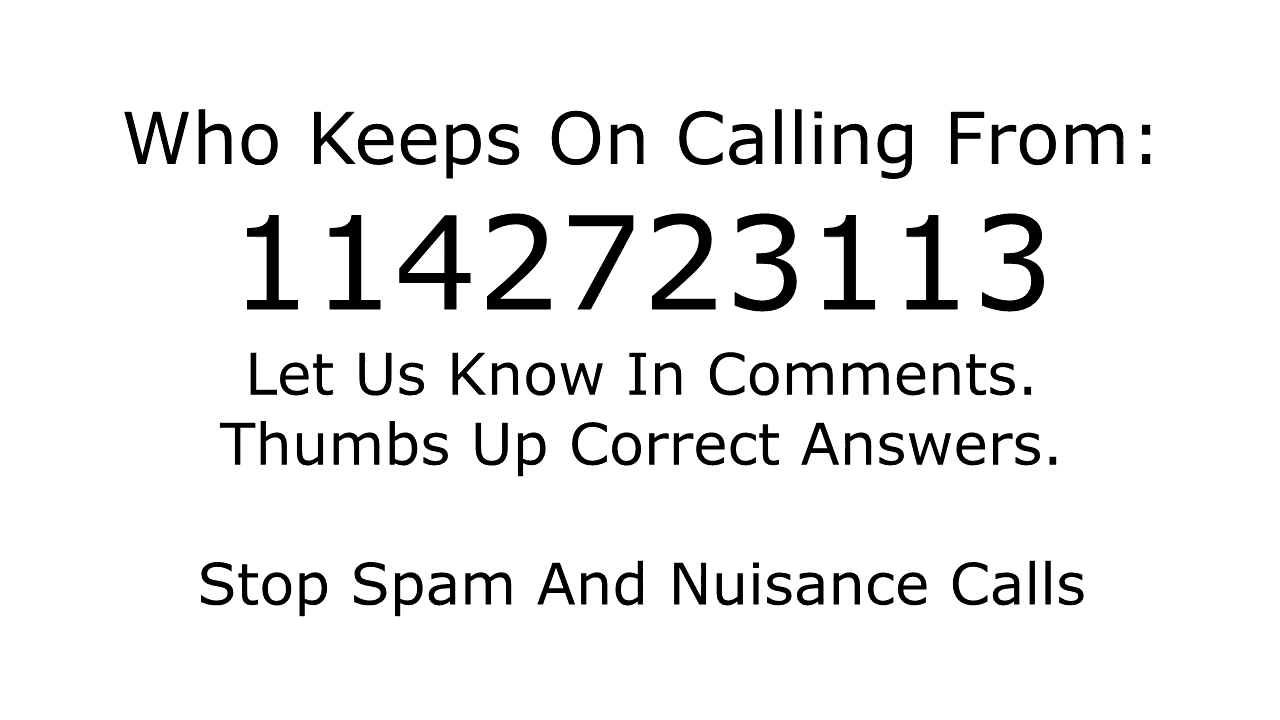 Who Keeps On Calling From:
1142723113
Let Us Know In Comments.
Thumbs Up Correct Answers.
Stop Spam And Nuisance Calls